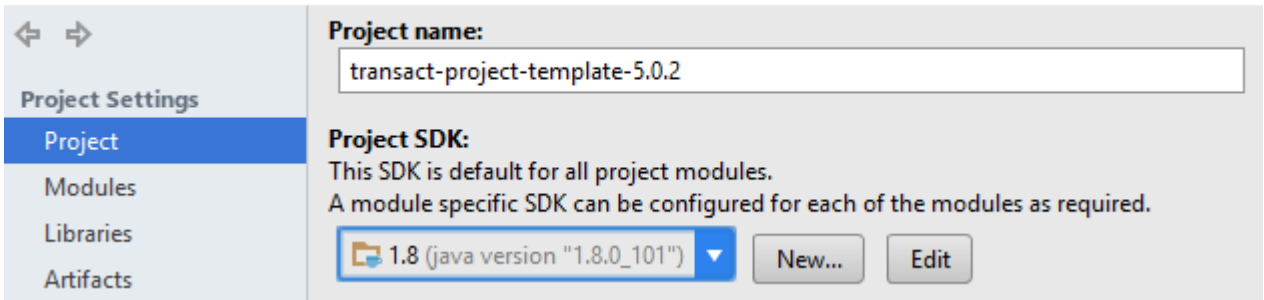 Project name:
transact-project-template-5.0.2
Project Settings
Project
Modules
Libraries
Artifacts
Project SDK:
This SDK is default for all project modules.
A module specific SDK can be configured for each of the modules as required.
1.8 (java version "1.8.0_101")
New...
Edit